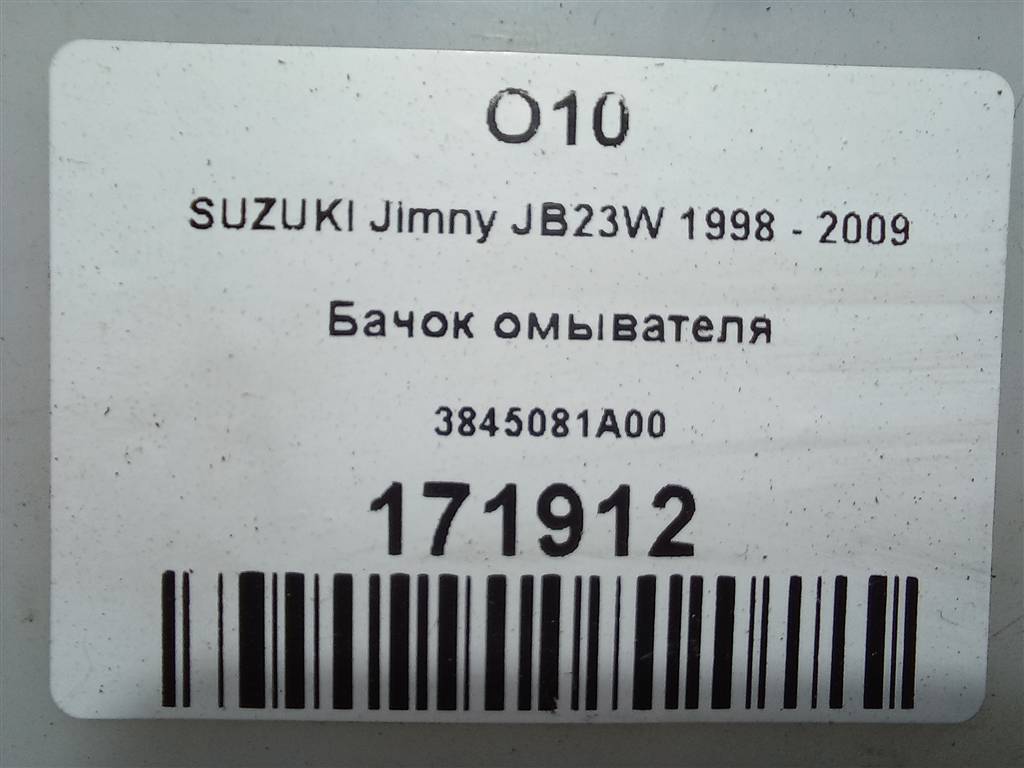 O10
SUZUKI Jimny JB23W 1998 - 2009
Бачок омывателя
3845081A00
171912